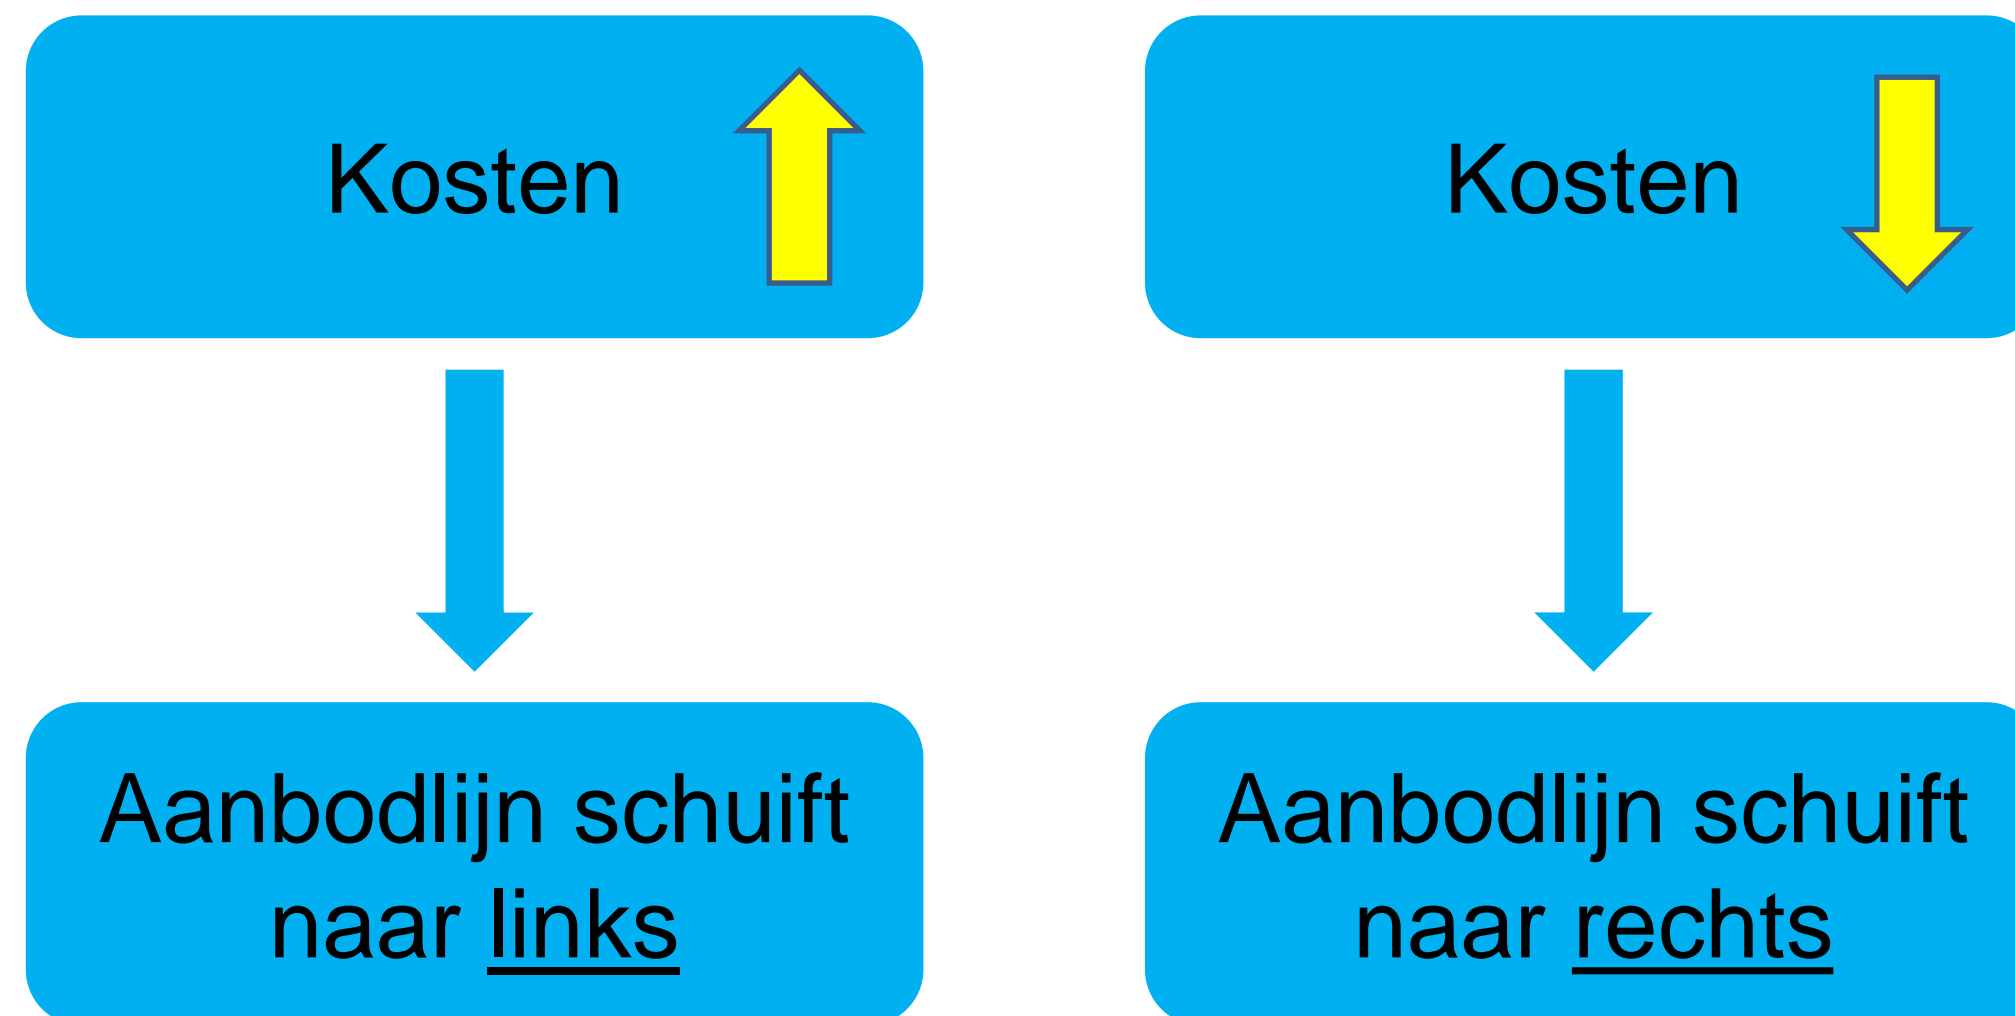 Kosten
Kosten
Aanbodlijn schuift
naar links
Aanbodlijn schuift
naar rechts